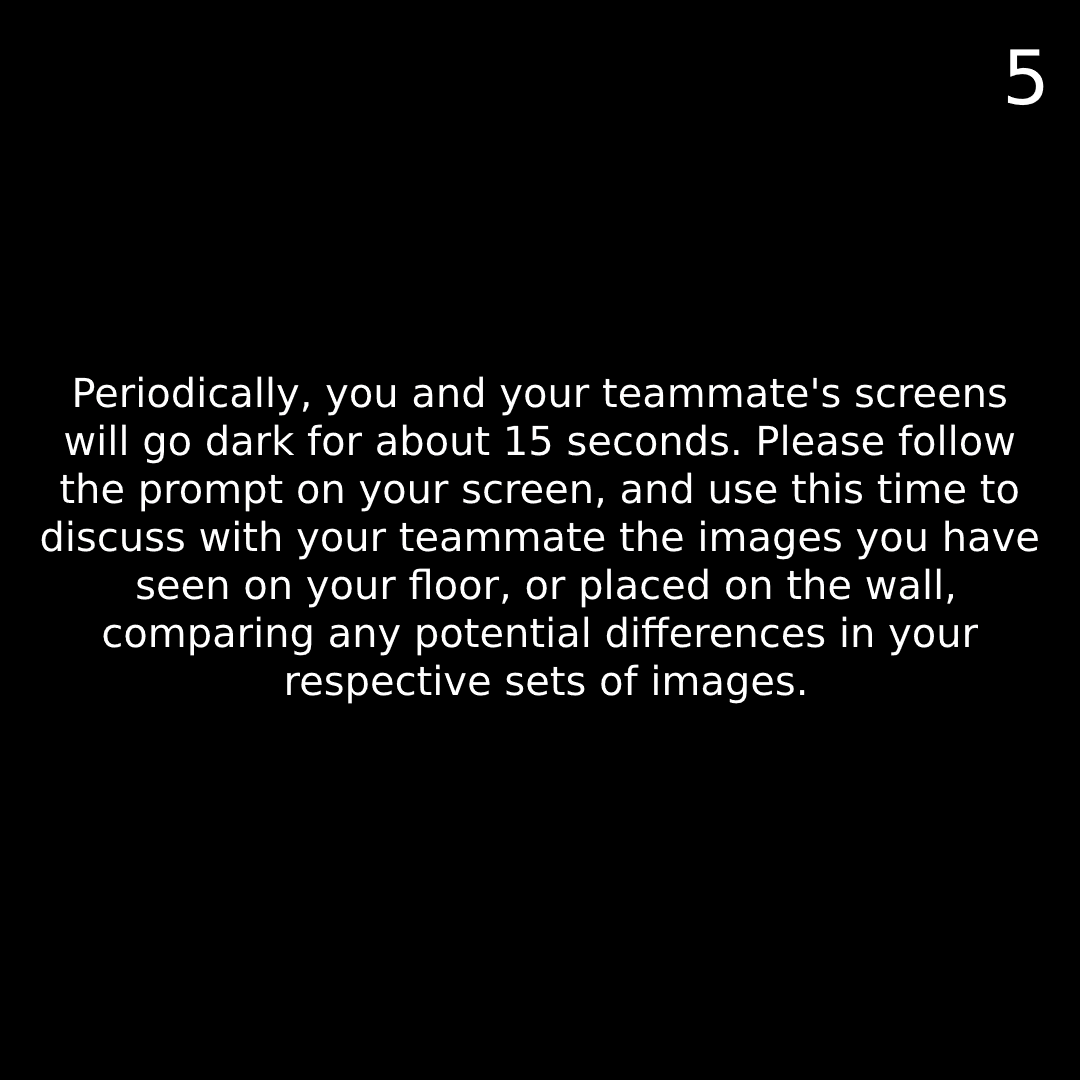 5
Periodically, you and your teammate's screens
will go dark for about 15 seconds. Please follow
the prompt on your screen, and use this time to
discuss with your teammate the images you have
seen on your floor, or placed on the wall,
comparing any potential differences in your
respective sets of images.